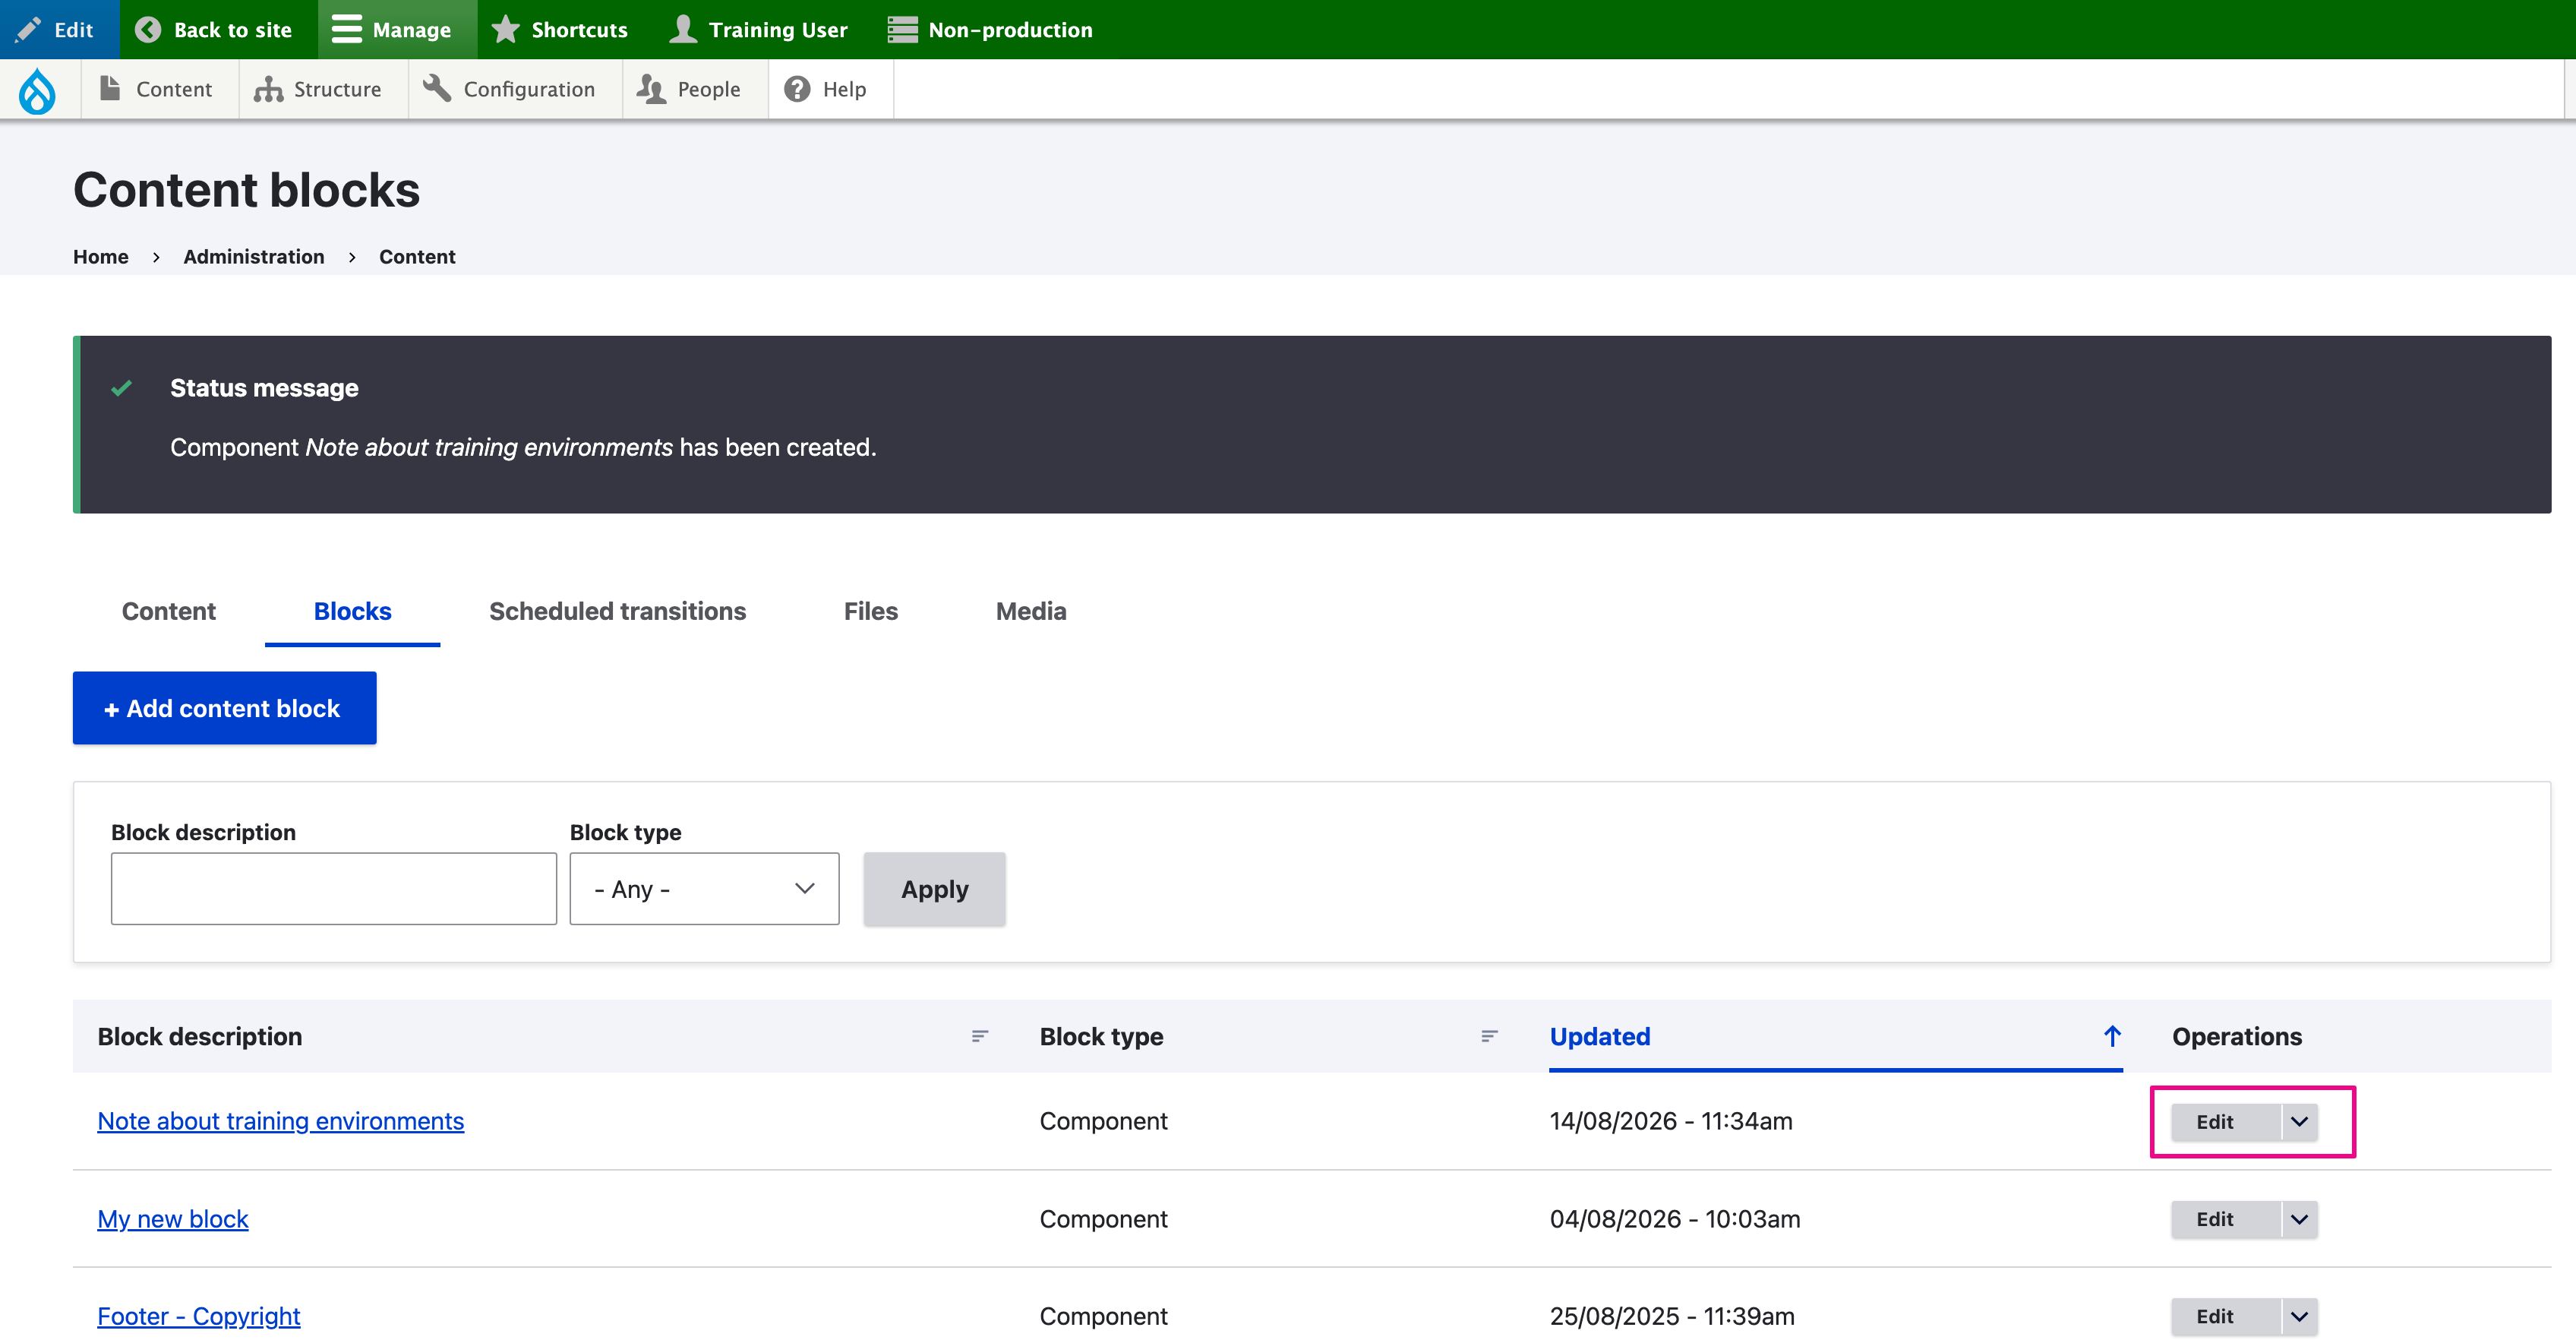 Edit Back to site Manage Shortcuts Training User Non-production
Content Structure Configuration People Help
Content blocks
Home > Administration > Content
Status message
Component Note about training environments has been created.
Content Blocks Scheduled transitions Files Media
+ Add content block
Block description Block type
- Any - Apply
Block description Block type Updated Operations
Note about training environments Component 14/08/2026 - 11:34am Edit
My new block Component 04/08/2026 - 10:03am Edit
Footer - Copyright Component 25/08/2025 - 11:39am Edit